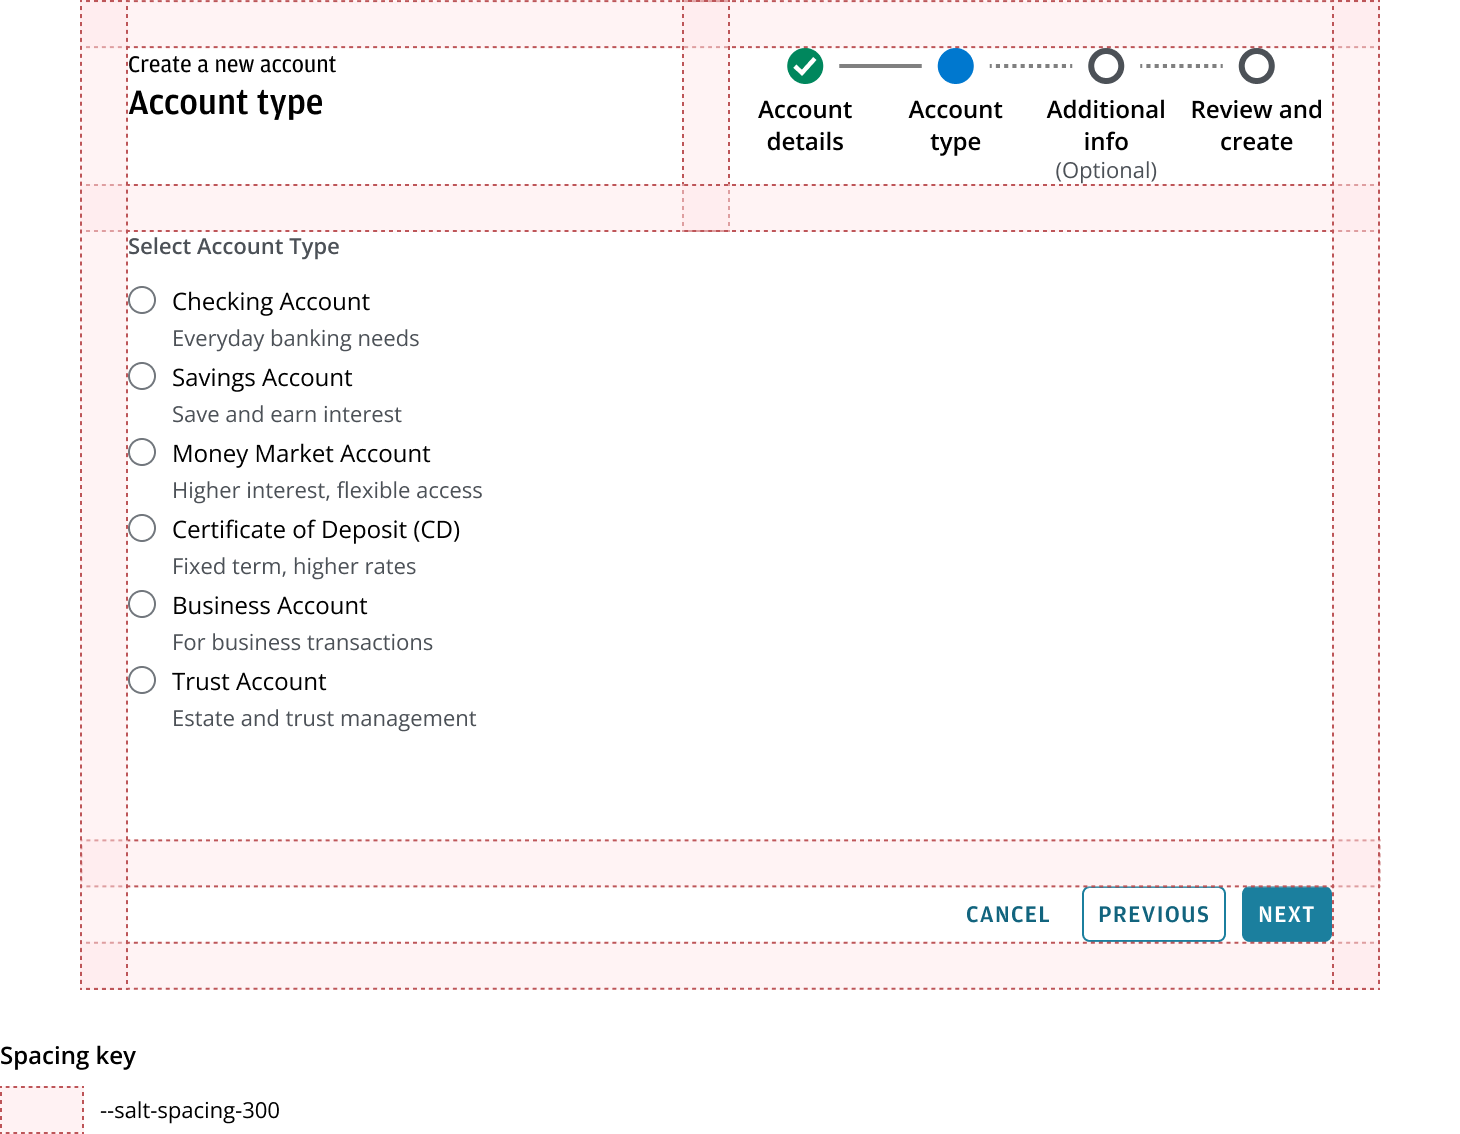 Create a new account
Account type
Account details
Account type
Additional info
(Optional)
Review and create
Select Account Type
Checking Account
Everyday banking needs
Savings Account
Save and earn interest
Money Market Account
Higher interest, flexible access
Certificate of Deposit (CD)
Fixed term, higher rates
Business Account
For business transactions
Trust Account
Estate and trust management
CANCEL
PREVIOUS
NEXT
Spacing key
--salt-spacing-300